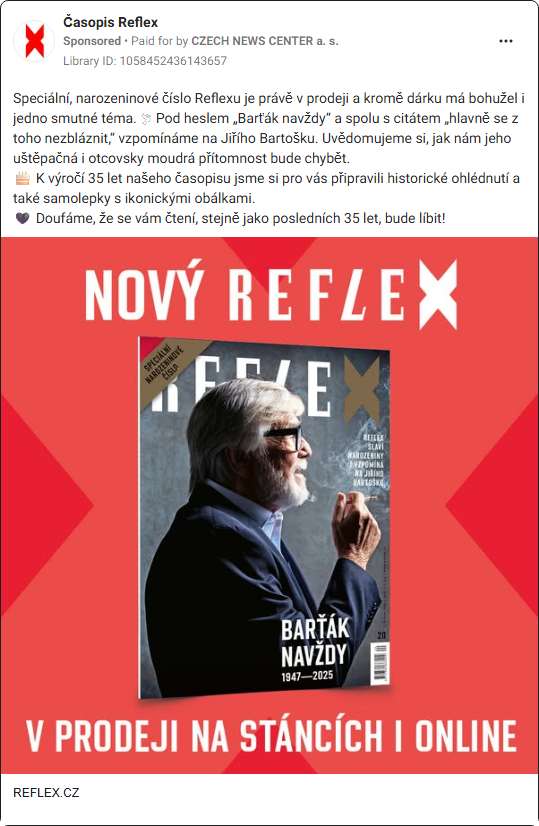 Časopis Reflex
Sponsored • Paid for by CZECH NEWS CENTER a. s.
Library ID: 1058452436143657
Speciální, narozeninové číslo Reflexu je právě v prodeji a kromě dárku má bohužel i
jedno smutné téma. 🕊 Pod heslem „Barťák navždy“ a spolu s citátem „hlavně se z
toho nezbláznit,“ vzpomínáme na Jiřího Bartošku. Uvědomujeme si, jak nám jeho
uštěpačná i otcovsky moudrá přítomnost bude chybět.
🎂 K výročí 35 let našeho časopisu jsme si pro vás připravili historické ohlédnutí a
také samolepky s ikonickými obálkami.
🖤 Doufáme, že se vám čtení, stejně jako posledních 35 let, bude líbit!
NOVÝ REFLEX
SPECIÁLNÍ
NAROZENINOVÉ
ČÍSLO
REFLEX
REFLEX
SLAVÍ
NAROZENINY
A VZPOMÍNÁ
NA JIŘÍHO
BARTOŠKU
BARŤÁK
NAVŽDY
1947—2025
20
V PRODEJI NA STÁNCÍCH I ONLINE
REFLEX.CZ